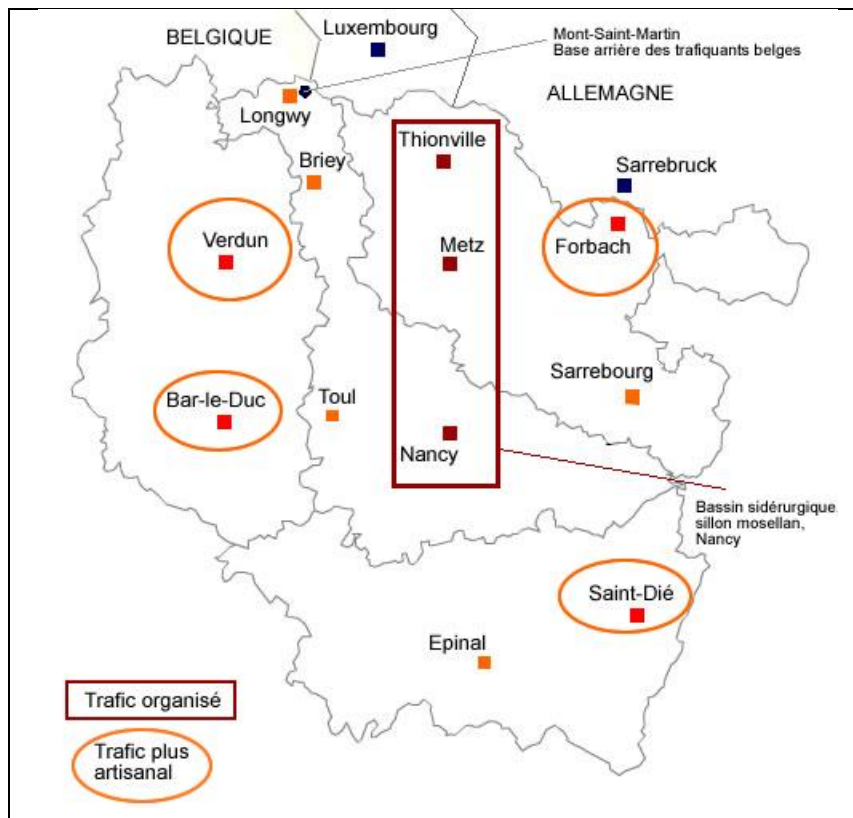 BELGIQUE
Luxembourg
Mont-Saint-Martin
Base arrière des trafiquants belges
ALLEMAGNE
Longwy
Thionville
Briey
Sarrebruck
Verdun
Metz
Forbach
Sarrebourg
Bar-le-Duc
Toul
Nancy
Bassin sidérurgique
sillon mosellan,
Nancy
Saint-Dié
Epinal
Trafic organisé
Trafic plus
artisanal